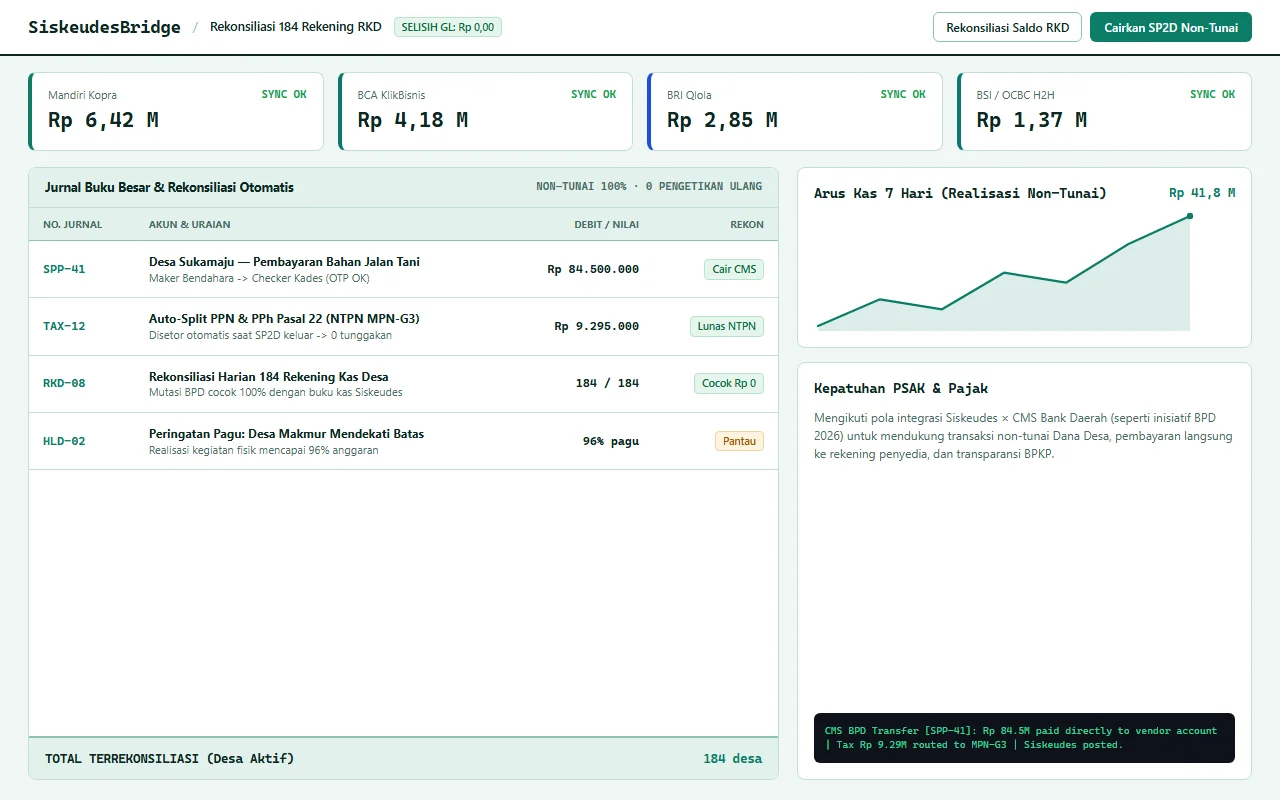 SiskeudesBridge / Rekonsiliasi 184 Rekening RKD SELISIH GL: Rp 0,00 Rekonsiliasi Saldo RKD Cairkan SP2D Non-Tunai
Mandiri Kopra SYNC OK
Rp 6,42 M
BCA KlikBisnis SYNC OK
Rp 4,18 M
BRI Qlola SYNC OK
Rp 2,85 M
BSI / OCBC H2H SYNC OK
Rp 1,37 M
Jurnal Buku Besar & Rekonsiliasi Otomatis NON-TUNAI 100% · 0 PENGETIKAN ULANG
NO. JURNAL AKUN & URAIAN DEBIT / NILAI REKON
SPP-41 Desa Sukamaju — Pembayaran Bahan Jalan Tani Rp 84.500.000 Cair CMS
Maker Bendahara -> Checker Kades (OTP OK)
TAX-12 Auto-Split PPN & PPh Pasal 22 (NTPN MPN-G3) Rp 9.295.000 Lunas NTPN
Disetor otomatis saat SP2D keluar -> 0 tunggakan
RKD-08 Rekonsiliasi Harian 184 Rekening Kas Desa 184 / 184 Cocok Rp 0
Mutasi BPD cocok 100% dengan buku kas Siskeudes
HLD-02 Peringatan Pagu: Desa Makmur Mendekati Batas 96% pagu Pantau
Realisasi kegiatan fisik mencapai 96% anggaran
TOTAL TERREKONSILIASI (Desa Aktif) 184 desa
Arus Kas 7 Hari (Realisasi Non-Tunai) Rp 41,8 M
Kepatuhan PSAK & Pajak
Mengikuti pola integrasi Siskeudes × CMS Bank Daerah (seperti inisiatif BPD
2026) untuk mendukung transaksi non-tunai Dana Desa, pembayaran langsung
ke rekening penyedia, dan transparansi BPKP.
CMS BPD Transfer [SPP-41]: Rp 84.5M paid directly to vendor account
| Tax Rp 9.29M routed to MPN-G3 | Siskeudes posted.